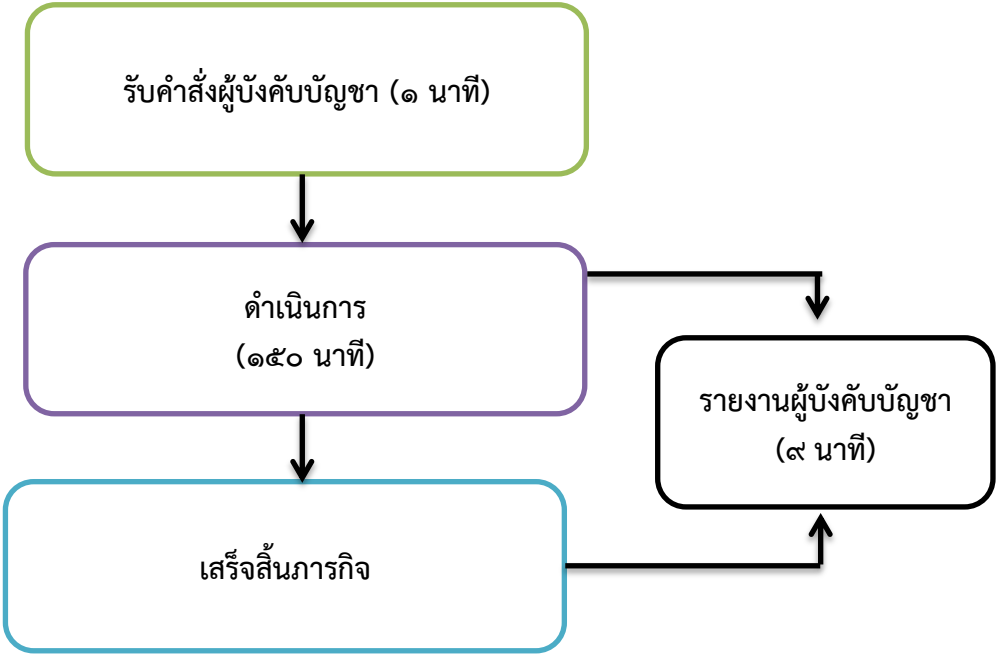 รับคำสั่งผู้บังคับบัญชา (๑ นาที)
ดำเนินการ
(๑๕๐ นาที)
รายงานผู้บังคับบัญชา
(๙ นาที)
เสร็จสิ้นภารกิจ